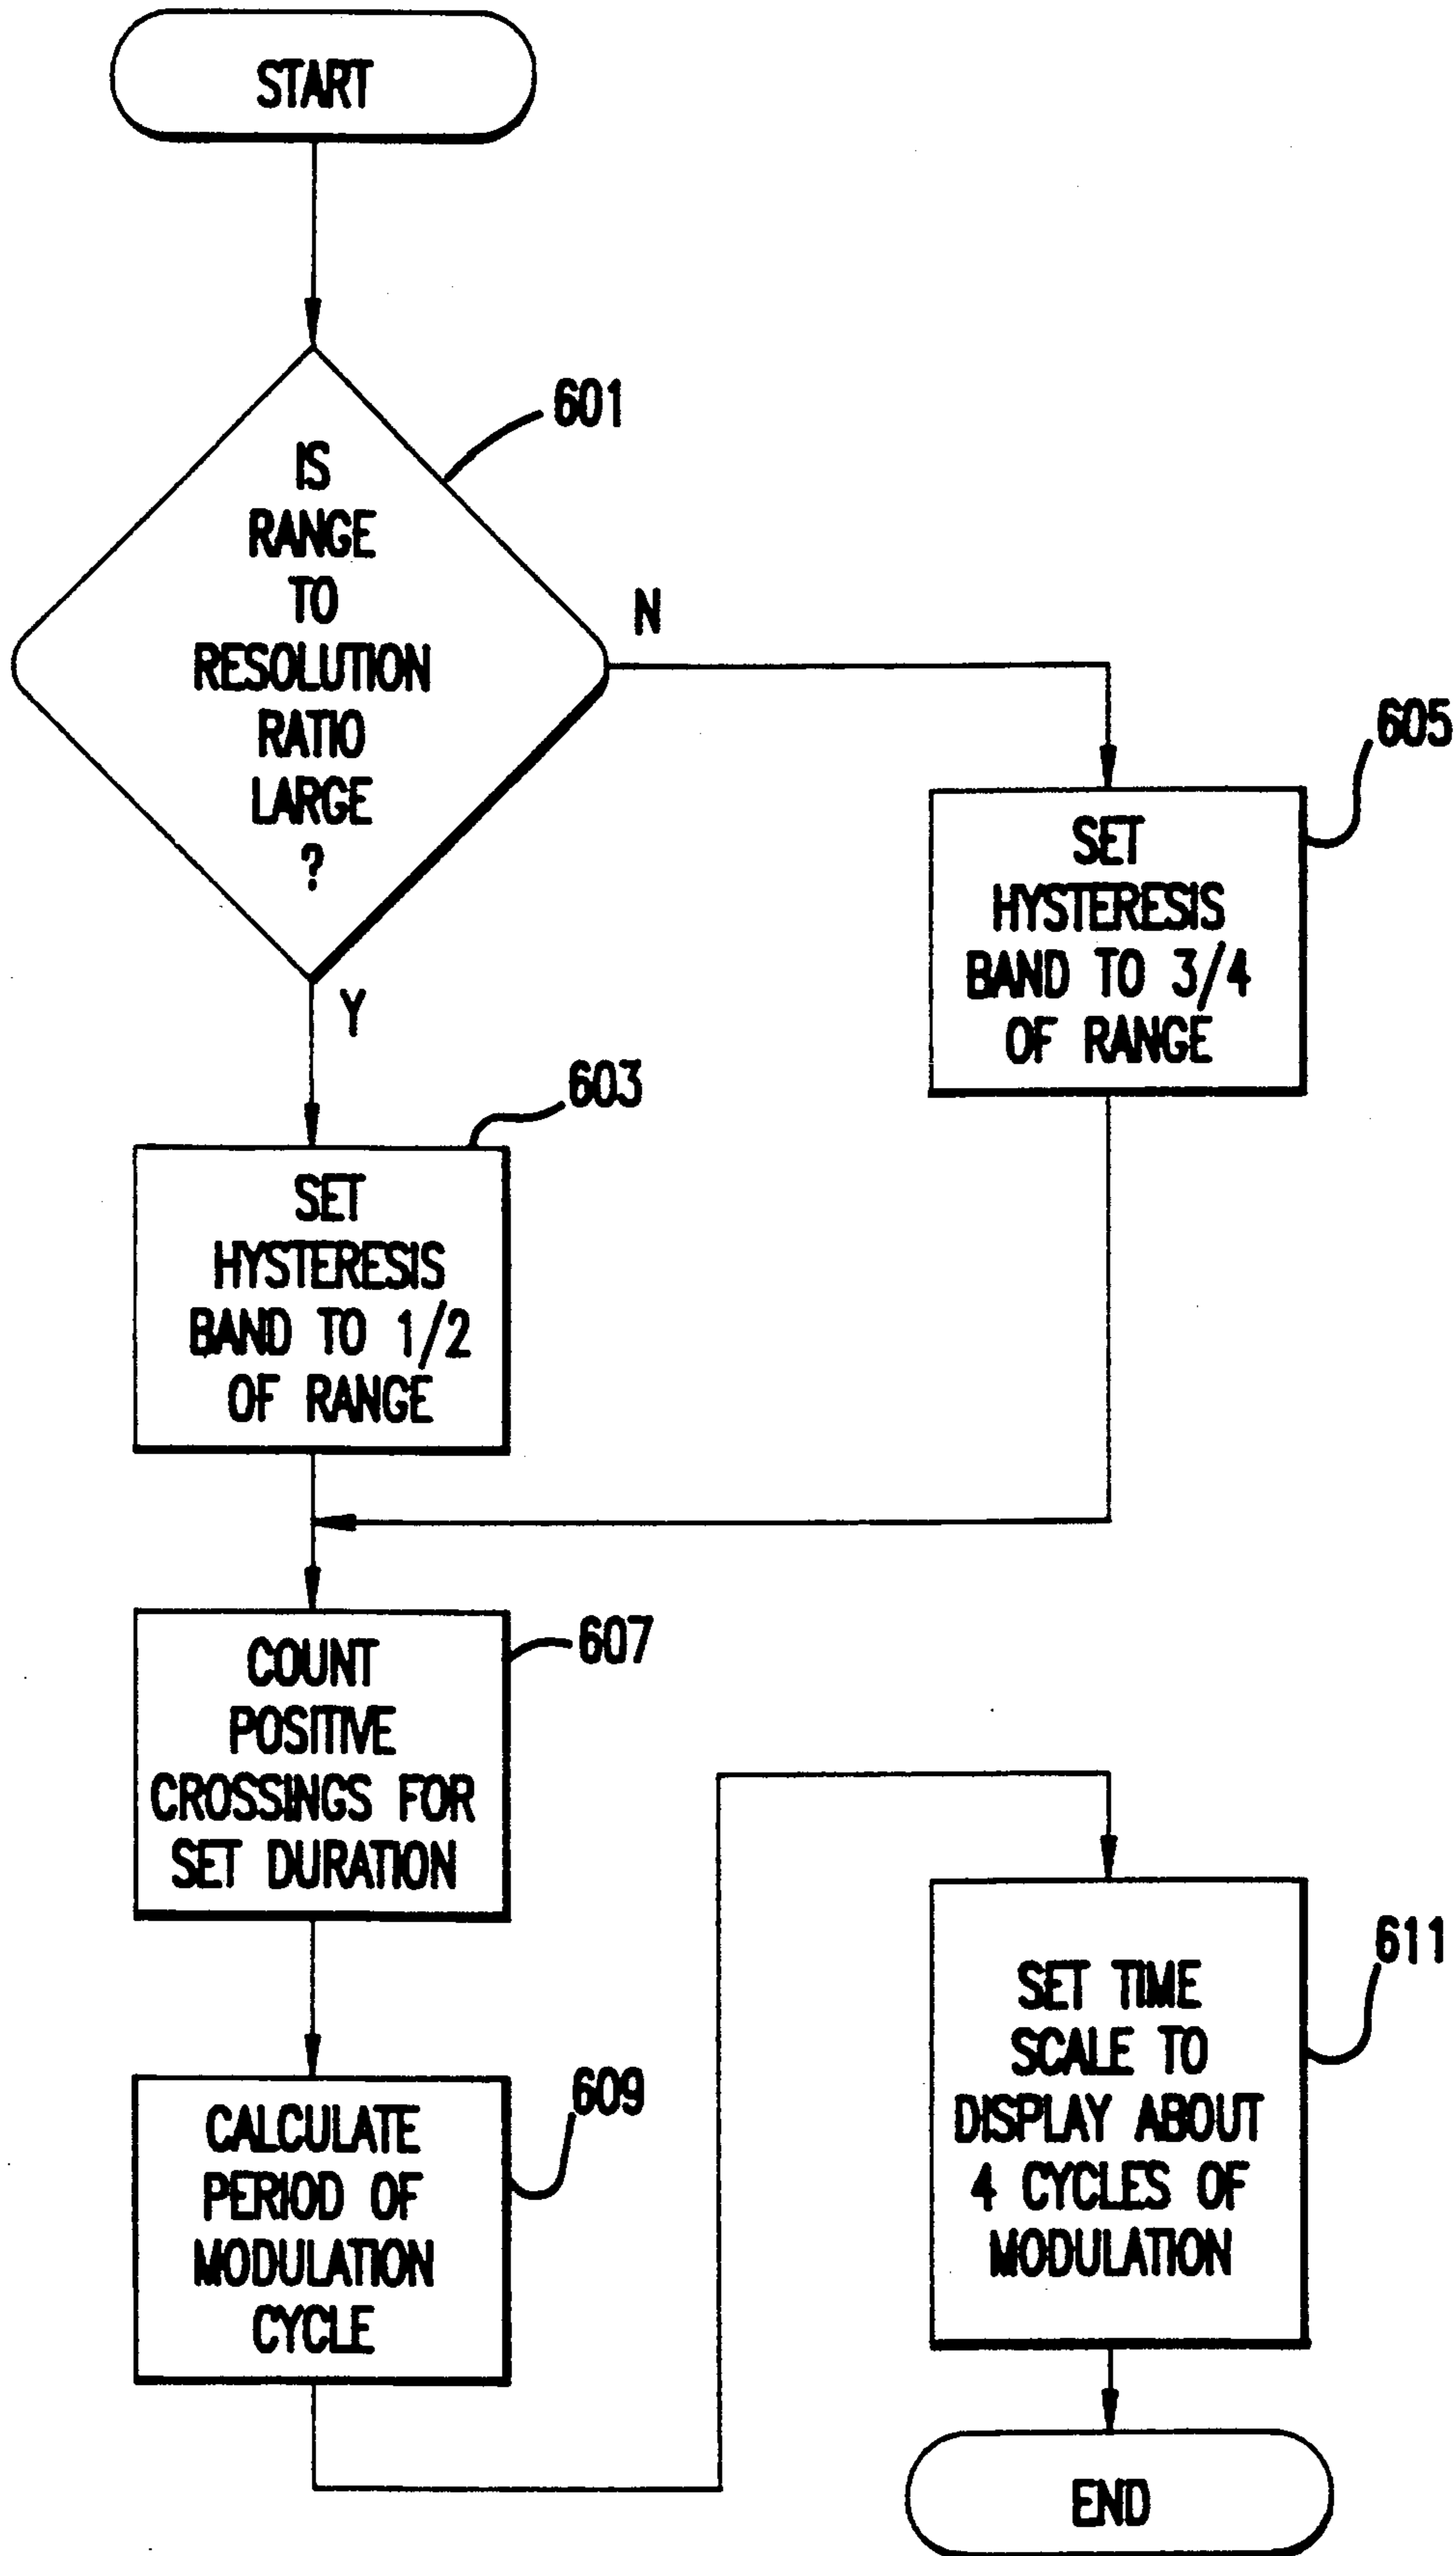 START
601
IS
RANGE
TO
RESOLUTION
RATIO
LARGE
?
N
605
SET
HYSTERESIS
BAND TO 3/4
OF RANGE
Y
603
SET
HYSTERESIS
BAND TO 1/2
OF RANGE
607
COUNT
POSITIVE
CROSSINGS FOR
SET DURATION
609
CALCULATE
PERIOD OF
MODULATION
CYCLE
611
SET TIME
SCALE TO
DISPLAY ABOUT
4 CYCLES OF
MODULATION
END